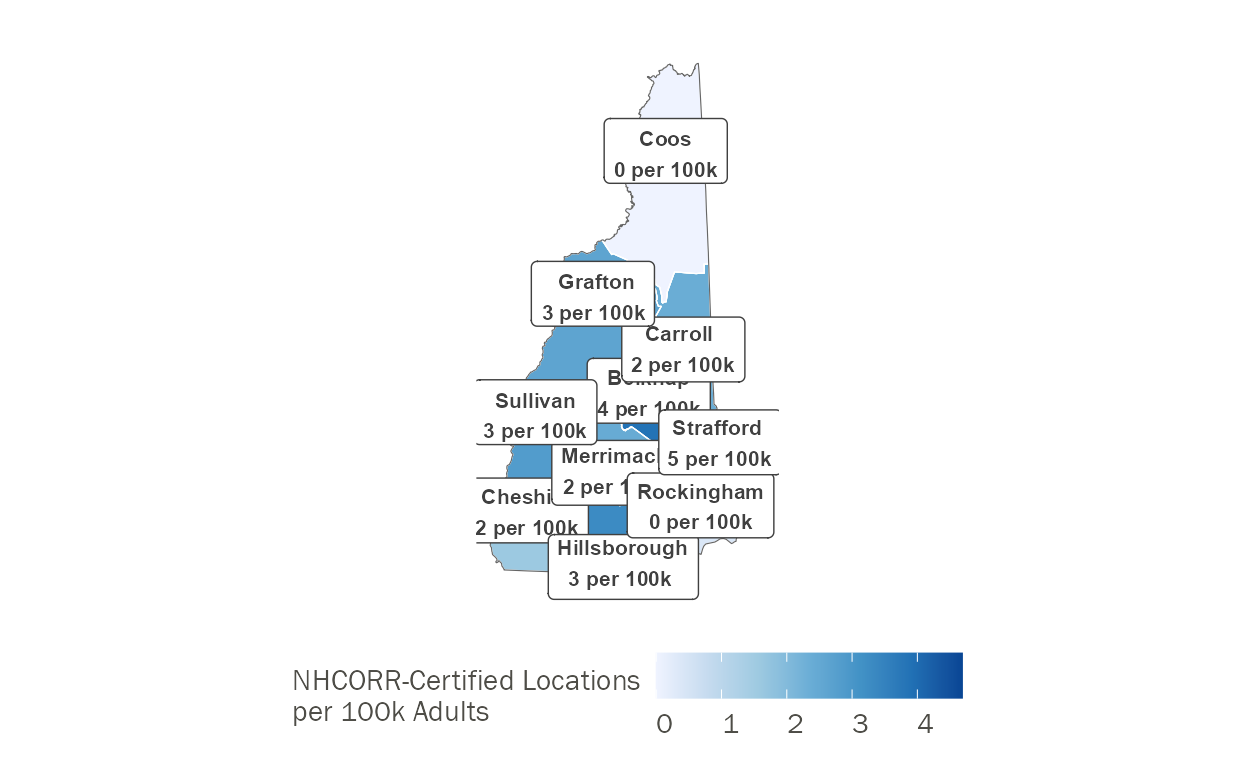 Coos
0 per 100k
Grafton
3 per 100k
Carroll
2 per 100k
4 per 100k
Sullivan
3 per 100k
Strafford
5 per 100k
Merrimac
2 per 1
Rockingham
0 per 100k
Cheshi
2 per 100k
Hillsborough
3 per 100k
NHCORR-Certified Locations
per 100k Adults
0 1 2 3 4